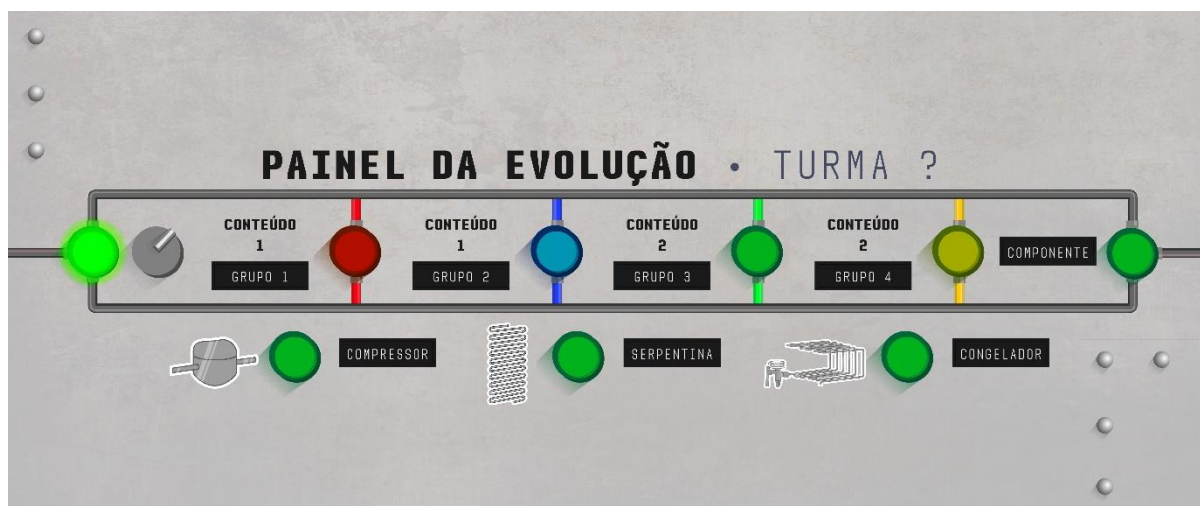 PAINEL DA EVOLUÇÃO • TURMA ?
CONTEÚDO
1
GRUPO 1
CONTEÚDO
1
GRUPO 2
CONTEÚDO
2
GRUPO 3
CONTEÚDO
2
GRUPO 4
COMPONENTE
COMPRESSOR
SERPENTINA
CONGELADOR